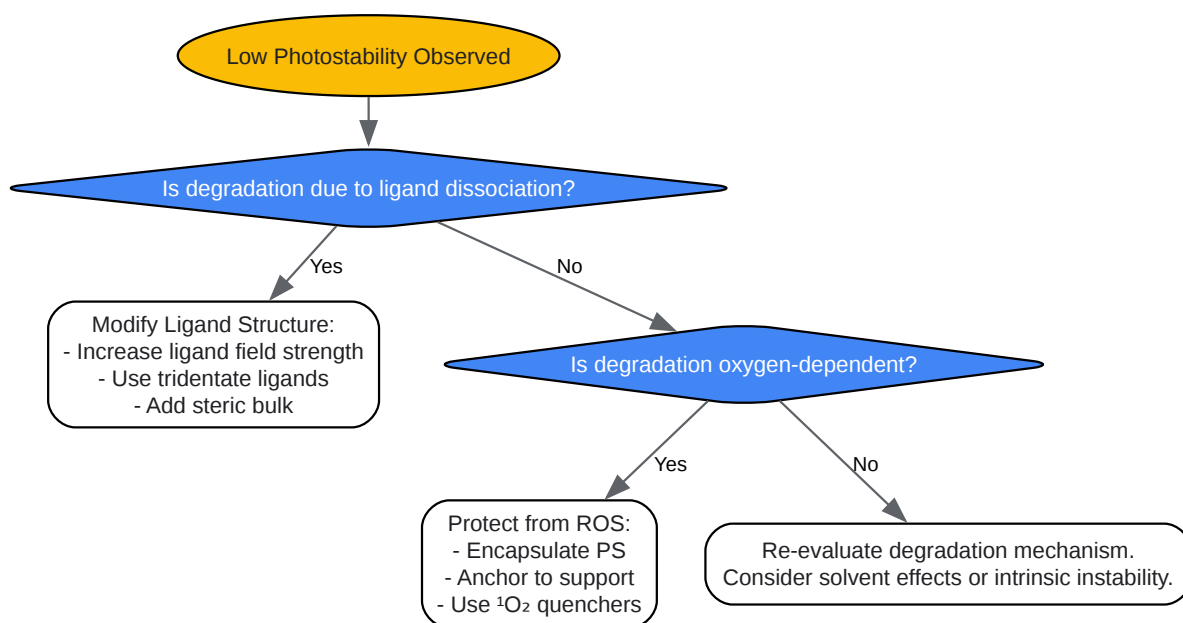 Low Photostability Observed
Is degradation due to ligand dissociation?
Yes
No
Modify Ligand Structure:
- Increase ligand field strength
- Use tridentate ligands
- Add steric bulk
Is degradation oxygen-dependent?
Yes
No
Protect from ROS:
- Encapsulate PS
- Anchor to support
- Use ¹O₂ quenchers
Re-evaluate degradation mechanism.
Consider solvent effects or intrinsic instability.